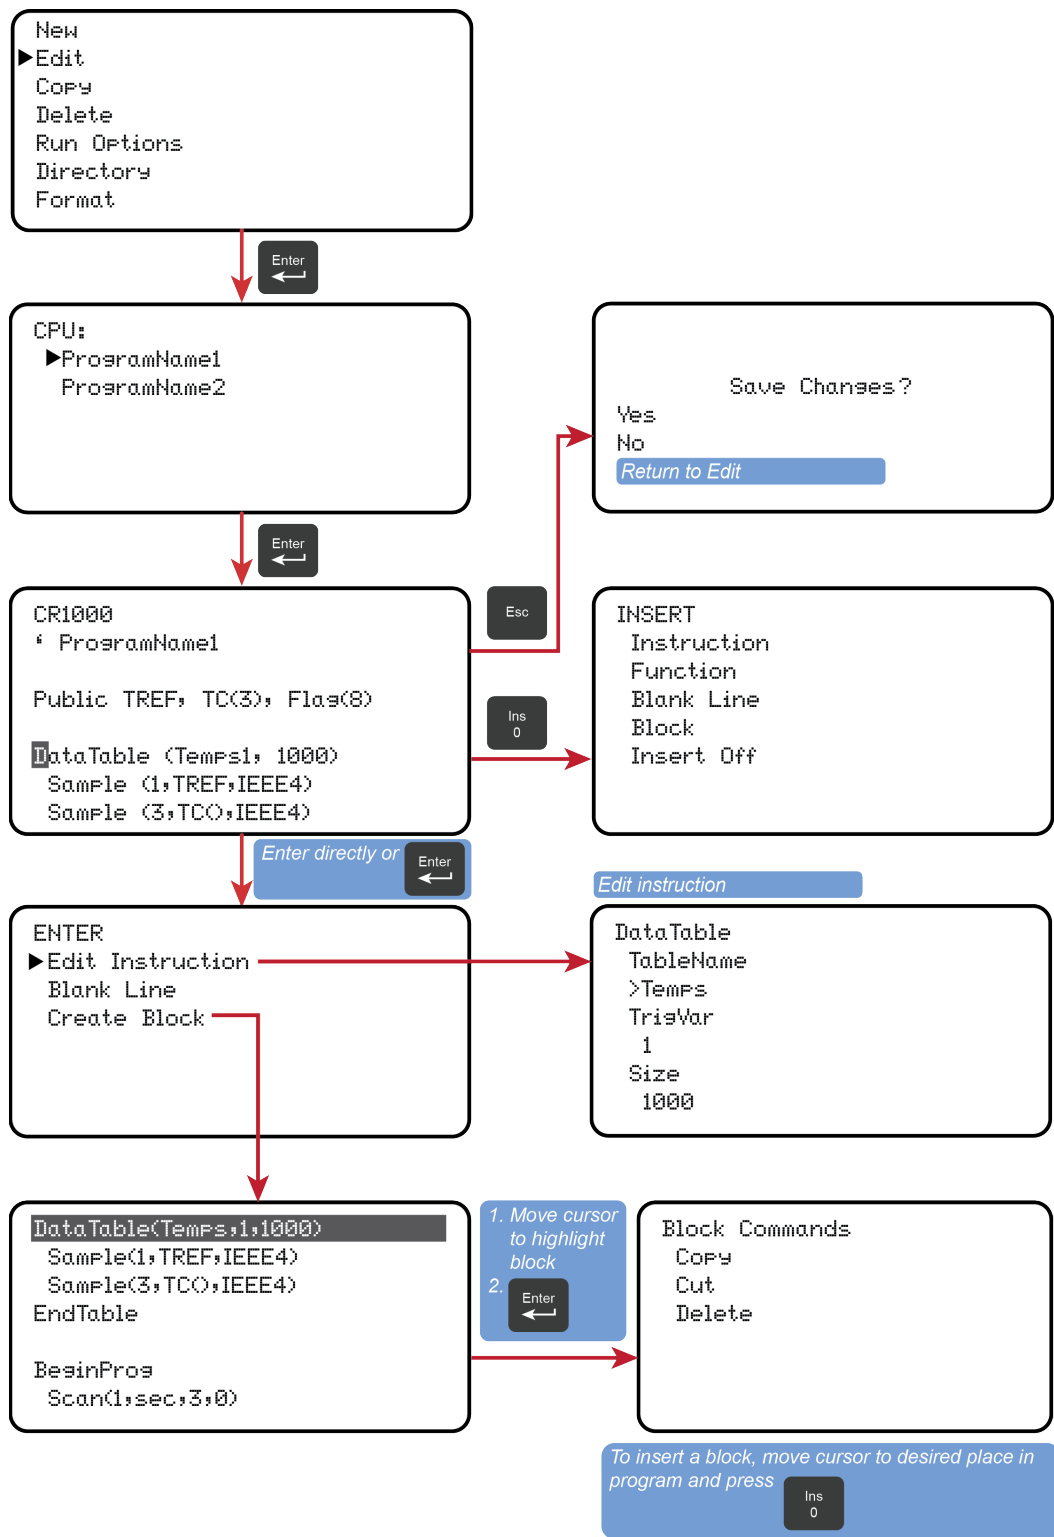 New
▶Edit
Copy
Delete
Run Options
Directory
Format
Enter
CPU:
▶ProgramName1
ProgramName2
Save Changes?
Yes
No
Return to Edit
Enter
CR1000
‘ ProgramName1
Public TREF, TC(3), Flag(8)
DataTable (Temps1, 1000)
Sample (1,TREF,IEEE4)
Sample (3,TC(),IEEE4)
Esc
Ins
0
INSERT
Instruction
Function
Blank Line
Block
Insert Off
Enter directly or Enter
ENTER
▶Edit Instruction
Blank Line
Create Block
Edit instruction
DataTable
TableName
>Temps
TrigVar
1
Size
1000
DataTable(Temps,1,1000)
Sample(1,TREF,IEEE4)
Sample(3,TC(),IEEE4)
EndTable
BeginProg
Scan(1,sec,3,0)
1. Move cursor
to highlight
block
2. Enter
Block Commands
Copy
Cut
Delete
To insert a block, move cursor to desired place in
program and press Ins
0